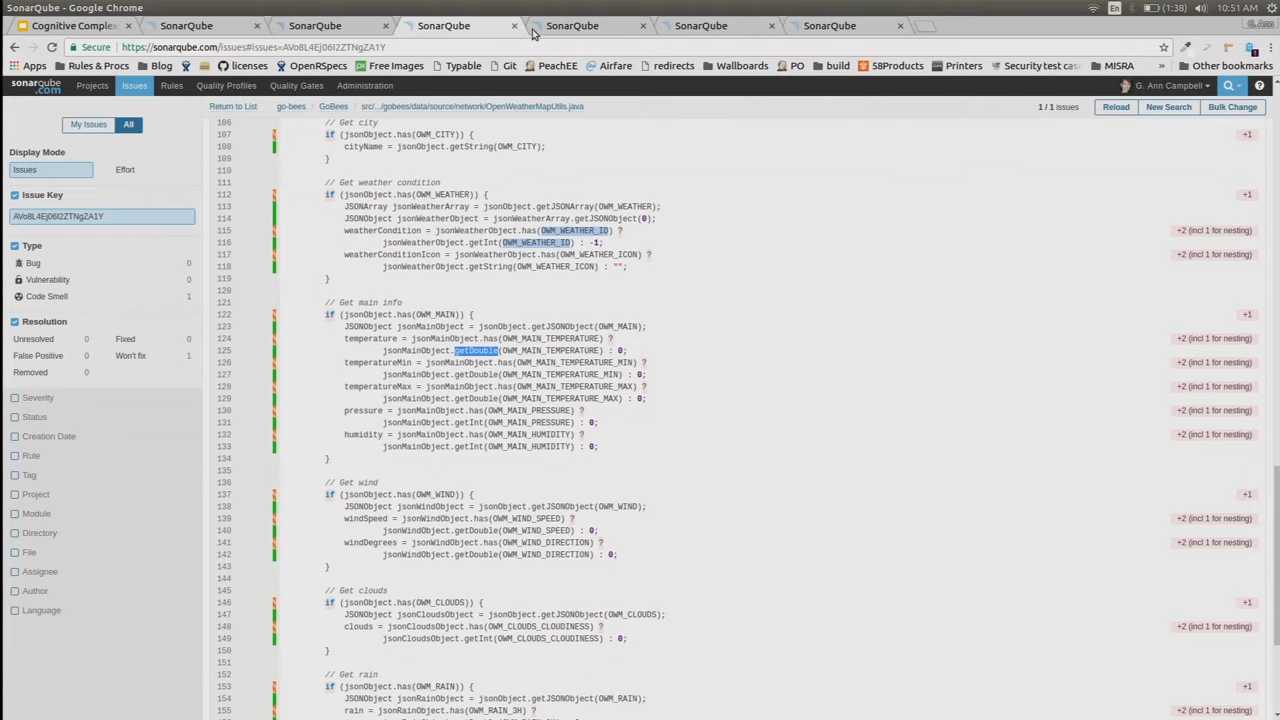 SonarQube - Google Chrome
En
(1:38)
10:51 AM
Cognitive Complex
SonarQube
SonarQube
SonarQube
SonarQube
SonarQube
SonarQube
G. Ann
Secure
https://sonarqube.com/issues#issues=AVo8L4Ej06I2ZTNgZA1Y
Apps
Rules & Procs
Blog
licenses
OpenRSpecs
Free Images
Typable
Git
PeachEE
Airfare
redirects
Wallboards
PO
build
58Products
Printers
Security test cas
MISRA
Other bookmarks
sonarqube.com
Projects
Issues
Rules
Quality Profiles
Quality Gates
Administration
G. Ann Campbell
Return to List
go-bees
GoBees
src/.../gobees/data/source/network/OpenWeatherMapUtils.java
1 / 1 issues
Reload
New Search
Bulk Change
My Issues
All
Display Mode
Issues
Effort
Issue Key
AVo8L4Ej06I2ZTNgZA1Y
Type
Bug 0
Vulnerability 0
Code Smell 1
Resolution
Unresolved 0 Fixed 0
False Positive 0 Won't fix 1
Removed 0
Severity
Status
Creation Date
Rule
Tag
Project
Module
Directory
File
Assignee
Author
Language
106 // Get city
107 if (jsonObject.has(OWM_CITY)) { +1
108 cityName = jsonObject.getString(OWM_CITY);
109 }
110
111 // Get weather condition
112 if (jsonObject.has(OWM_WEATHER)) { +1
113 JSONArray jsonWeatherArray = jsonObject.getJSONArray(OWM_WEATHER);
114 JSONObject jsonWeatherObject = jsonWeatherArray.getJSONObject(0);
115 weatherCondition = jsonWeatherObject.has(OWM_WEATHER_ID) ? +2 (incl 1 for nesting)
116 jsonWeatherObject.getInt(OWM_WEATHER_ID) : -1;
117 weatherConditionIcon = jsonWeatherObject.has(OWM_WEATHER_ICON) ? +2 (incl 1 for nesting)
118 jsonWeatherObject.getString(OWM_WEATHER_ICON) : "";
119 }
120
121 // Get main info
122 if (jsonObject.has(OWM_MAIN)) { +1
123 JSONObject jsonMainObject = jsonObject.getJSONObject(OWM_MAIN);
124 temperature = jsonMainObject.has(OWM_MAIN_TEMPERATURE) ? +2 (incl 1 for nesting)
125 jsonMainObject.getDouble(OWM_MAIN_TEMPERATURE) : 0;
126 temperatureMin = jsonMainObject.has(OWM_MAIN_TEMPERATURE_MIN) ? +2 (incl 1 for nesting)
127 jsonMainObject.getDouble(OWM_MAIN_TEMPERATURE_MIN) : 0;
128 temperatureMax = jsonMainObject.has(OWM_MAIN_TEMPERATURE_MAX) ? +2 (incl 1 for nesting)
129 jsonMainObject.getDouble(OWM_MAIN_TEMPERATURE_MAX) : 0;
130 pressure = jsonMainObject.has(OWM_MAIN_PRESSURE) ? +2 (incl 1 for nesting)
131 jsonMainObject.getInt(OWM_MAIN_PRESSURE) : 0;
132 humidity = jsonMainObject.has(OWM_MAIN_HUMIDITY) ? +2 (incl 1 for nesting)
133 jsonMainObject.getInt(OWM_MAIN_HUMIDITY) : 0;
134 }
135
136 // Get wind
137 if (jsonObject.has(OWM_WIND)) { +1
138 JSONObject jsonWindObject = jsonObject.getJSONObject(OWM_WIND);
139 windSpeed = jsonWindObject.has(OWM_WIND_SPEED) ? +2 (incl 1 for nesting)
140 jsonWindObject.getDouble(OWM_WIND_SPEED) : 0;
141 windDegrees = jsonWindObject.has(OWM_WIND_DIRECTION) ? +2 (incl 1 for nesting)
142 jsonWindObject.getDouble(OWM_WIND_DIRECTION) : 0;
143 }
144
145 // Get clouds
146 if (jsonObject.has(OWM_CLOUDS)) { +1
147 JSONObject jsonCloudsObject = jsonObject.getJSONObject(OWM_CLOUDS);
148 clouds = jsonCloudsObject.has(OWM_CLOUDS_CLOUDINESS) ? +2 (incl 1 for nesting)
149 jsonCloudsObject.getInt(OWM_CLOUDS_CLOUDINESS) : 0;
150 }
151
152 // Get rain
153 if (jsonObject.has(OWM_RAIN)) { +1
154 JSONObject jsonRainObject = jsonObject.getJSONObject(OWM_RAIN);
155 rain = jsonRainObject.has(OWM_RAIN_3H) ? +2 (incl 1 for nesting)